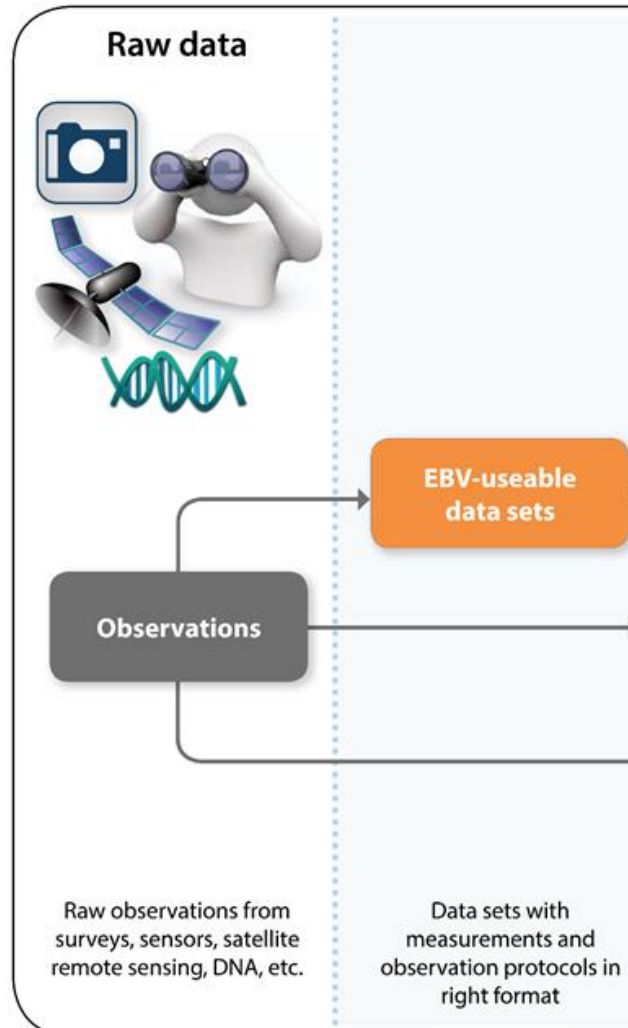 Raw data
EBV-useable
data sets
Observations
Raw observations from
surveys, sensors, satellite
remote sensing, DNA, etc.
Data sets with
measurements and
observation protocols in
right format